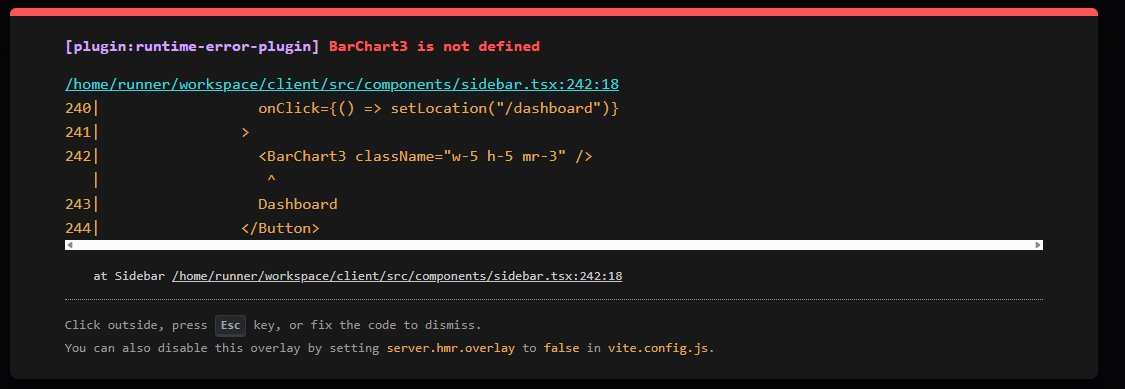 [plugin:runtime-error-plugin] BarChart3 is not defined
/home/runner/workspace/client/src/components/sidebar.tsx:242:18
240|                  onClick={() => setLocation("/dashboard")}
241|                >
242|                  <BarChart3 className="w-5 h-5 mr-3" />
   |                   ^
243|                  Dashboard
244|                </Button>
at Sidebar /home/runner/workspace/client/src/components/sidebar.tsx:242:18
Click outside, press Esc key, or fix the code to dismiss.
You can also disable this overlay by setting server.hmr.overlay to false in vite.config.js.